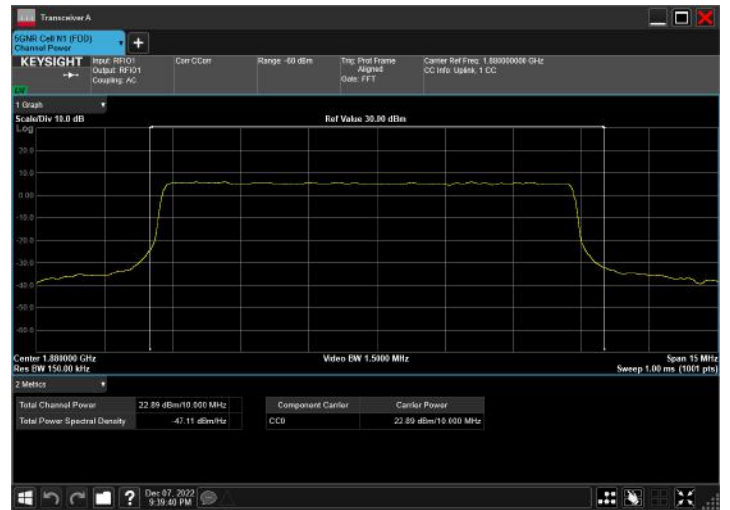 Transceiver A
5GNR Cell N1 (FDD)
Channel Power
KEYSIGHT
Input: RFIO1
Output: RFIO1
Coupling: AC
Corr CCorr
Range -60 dBm
Trig: Prot Frame
Aligned
Gate: FFT
Carrier Ref Freq: 1.880000000 GHz
CC Info: Uplink, 1 CC
1 Graph
Scale/Div 10.0 dB
Ref Value 30.00 dBm
Log
20.0
10.0
0.00
-10.0
-20.0
-30.0
-40.0
-50.0
-60.0
Center 1.880000 GHz
Video BW 1.5000 MHz
Span 15 MHz
Res BW 150.00 kHz
Sweep 1.00 ms (1001 pts)
2 Metrics
Total Channel Power 22.89 dBm/10.000 MHz
Total Power Spectral Density -47.11 dBm/Hz
Component Carrier Carrier Power
CC0 22.89 dBm/10.000 MHz
?
Dec 07, 2022
9:39:40 PM